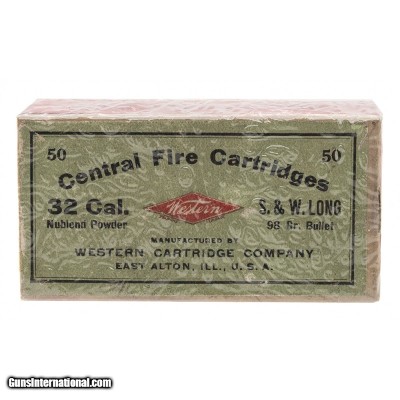 50 Central Fire Cartridges 50
32 Cal. Western S. & W. LONG
Nublend Powder 98 Gr. Bullet
MANUFACTURED BY
WESTERN CARTRIDGE COMPANY
EAST ALTON, ILL., U. S. A.
GunsInternational.com